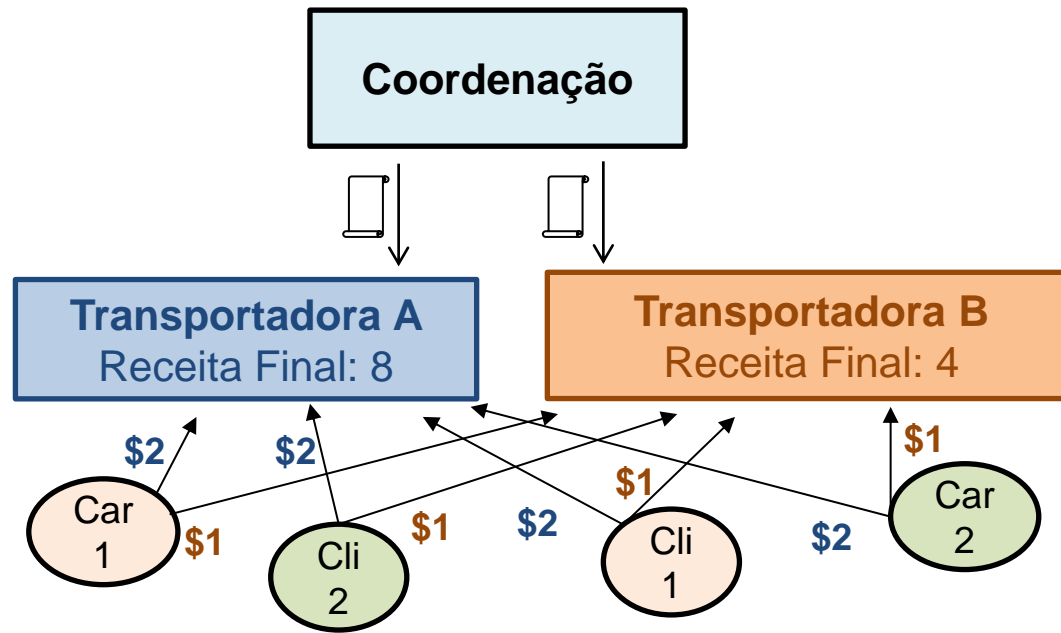 Coordenação
Transportadora A
Receita Final: 8
Transportadora B
Receita Final: 4
$2
$2
$1
$1
$1
$2
$1
$2
Car
1
Cli
2
Cli
1
Car
2